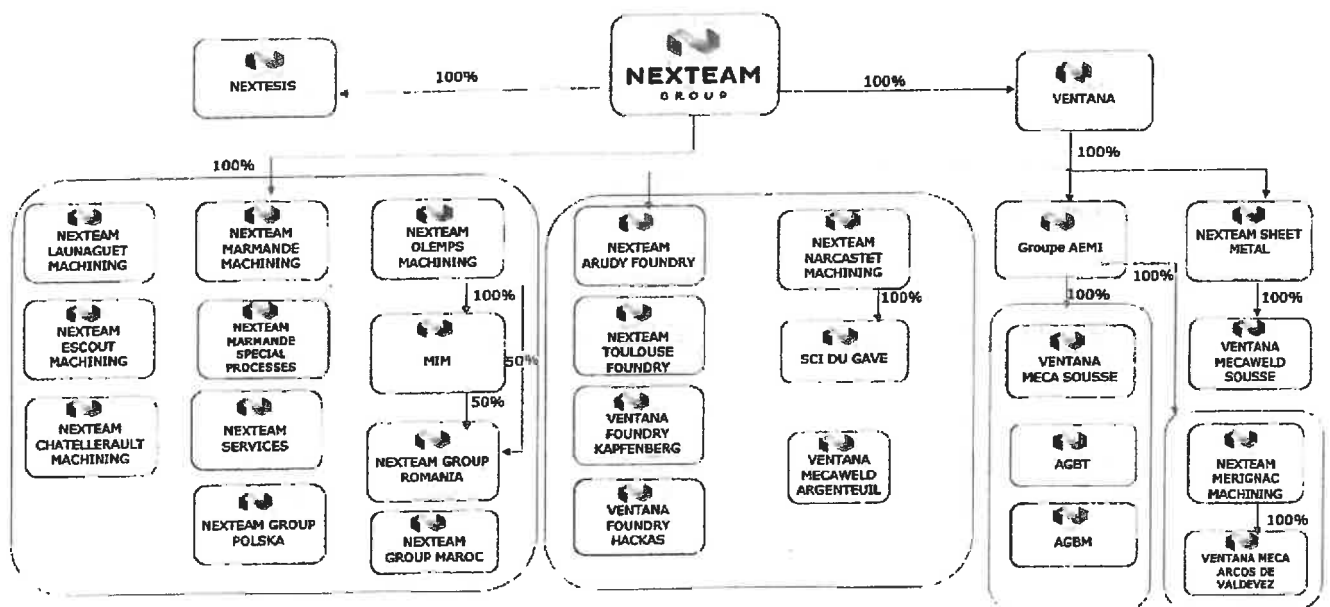 NEXTEAM
GROUP
NEXTESIS
100%
100%
VENTANA
100%
100%
NEXTEAM
LAUNAGUET
MACHINING
NEXTEAM
ESCOUT
MACHINING
NEXTEAM
CHATELLERAULT
MACHINING
NEXTEAM
MARMANDE
MACHINING
NEXTEAM
MARMANDE
SPECIAL
PROCESSES
NEXTEAM
SERVICES
NEXTEAM GROUP
POLSKA
NEXTEAM
OLEMPS
MACHINING
100%
MIM
50%
50%
NEXTEAM GROUP
ROMANIA
NEXTEAM
GROUP MAROC
NEXTEAM
ARUDY FOUNDRY
NEXTEAM
TOULOUSE
FOUNDRY
VENTANA
FOUNDRY
KAPFENBERG
VENTANA
FOUNDRY
HACKAS
NEXTEAM
NARCASTET
MACHINING
100%
SCI DU GAVE
VENTANA
MECAWELD
ARGENTEUIL
Groupe AEMI
100%
100%
VENTANA
MECA SOUSSE
AGBT
AGBM
NEXTEAM SHEET
METAL
100%
VENTANA
MECAWELD
SOUSSE
NEXTEAM
MERIGNAC
MACHINING
100%
VENTANA MECA
ARCOS DE
VALDEVEZ